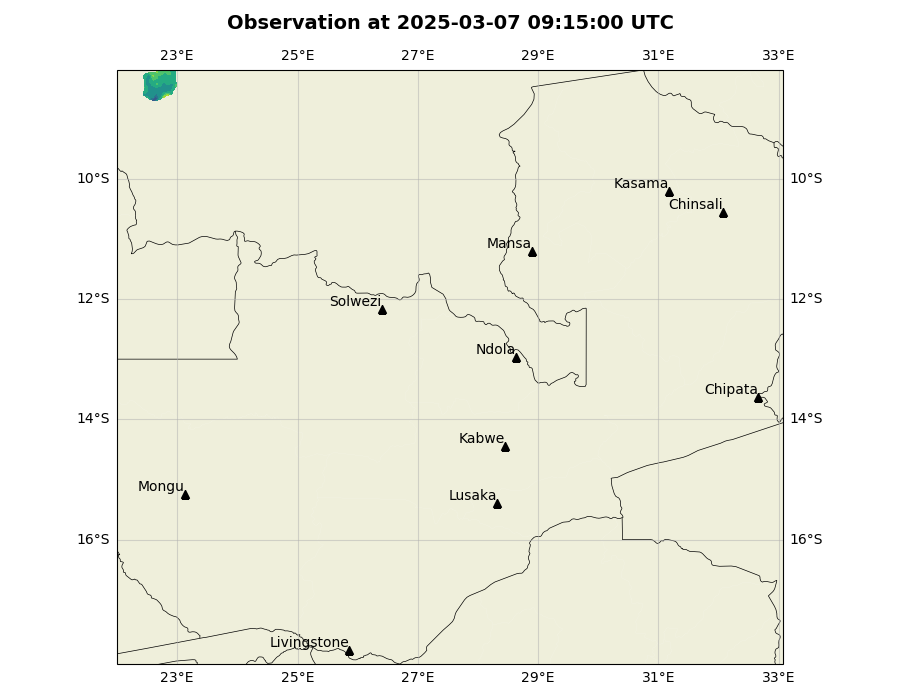 Observation at 2025-03-07 09:15:00 UTC
23°E 25°E 27°E 29°E 31°E 33°E
10°S 10°S
Kasama
Chinsali
Mansa
12°S 12°S
Solwezi
Ndola
Chipata
14°S 14°S
Kabwe
Mongu
Lusaka
16°S 16°S
Livingstone
23°E 25°E 27°E 29°E 31°E 33°E